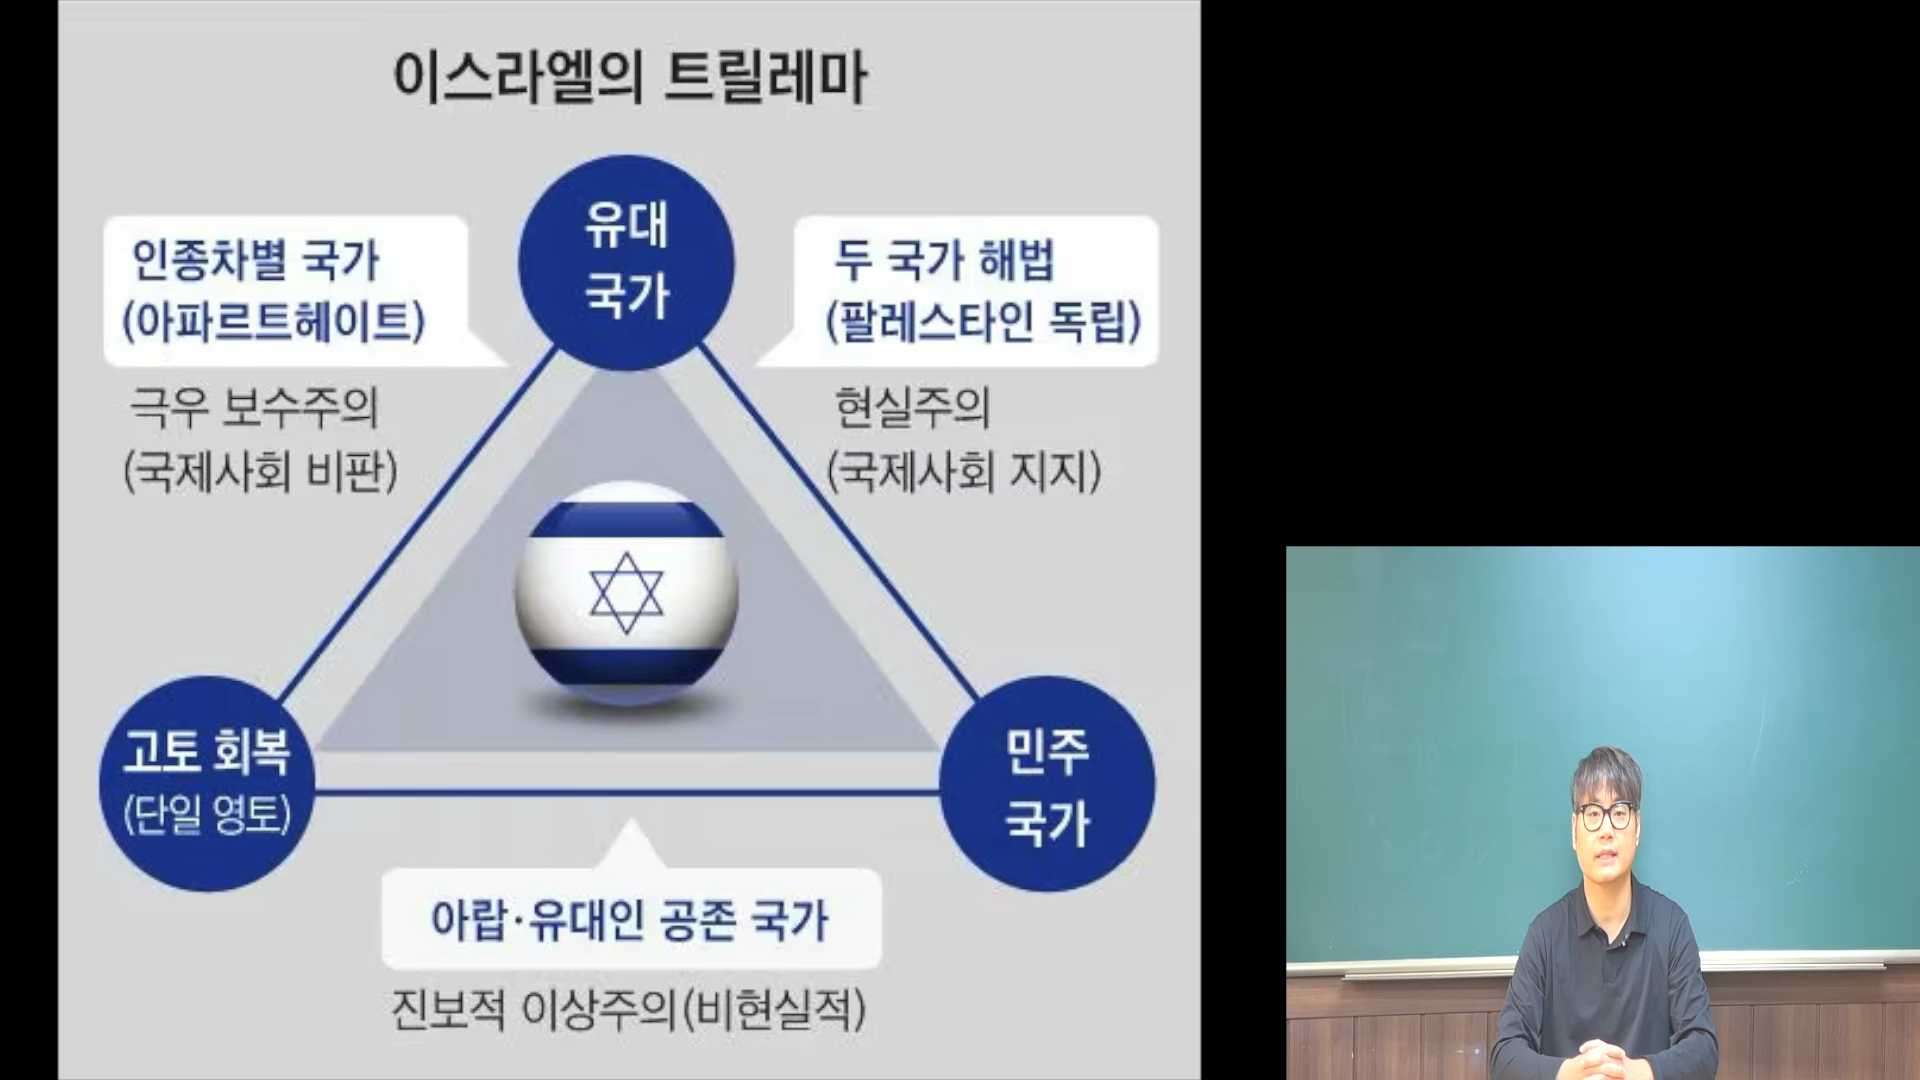 이스라엘의 트릴레마
유대
국가
인종차별 국가
(아파르트헤이트)
극우 보수주의
(국제사회 비판)
두 국가 해법
(팔레스타인 독립)
현실주의
(국제사회 지지)
고토 회복
(단일 영토)
민주
국가
아랍·유대인 공존 국가
진보적 이상주의(비현실적)